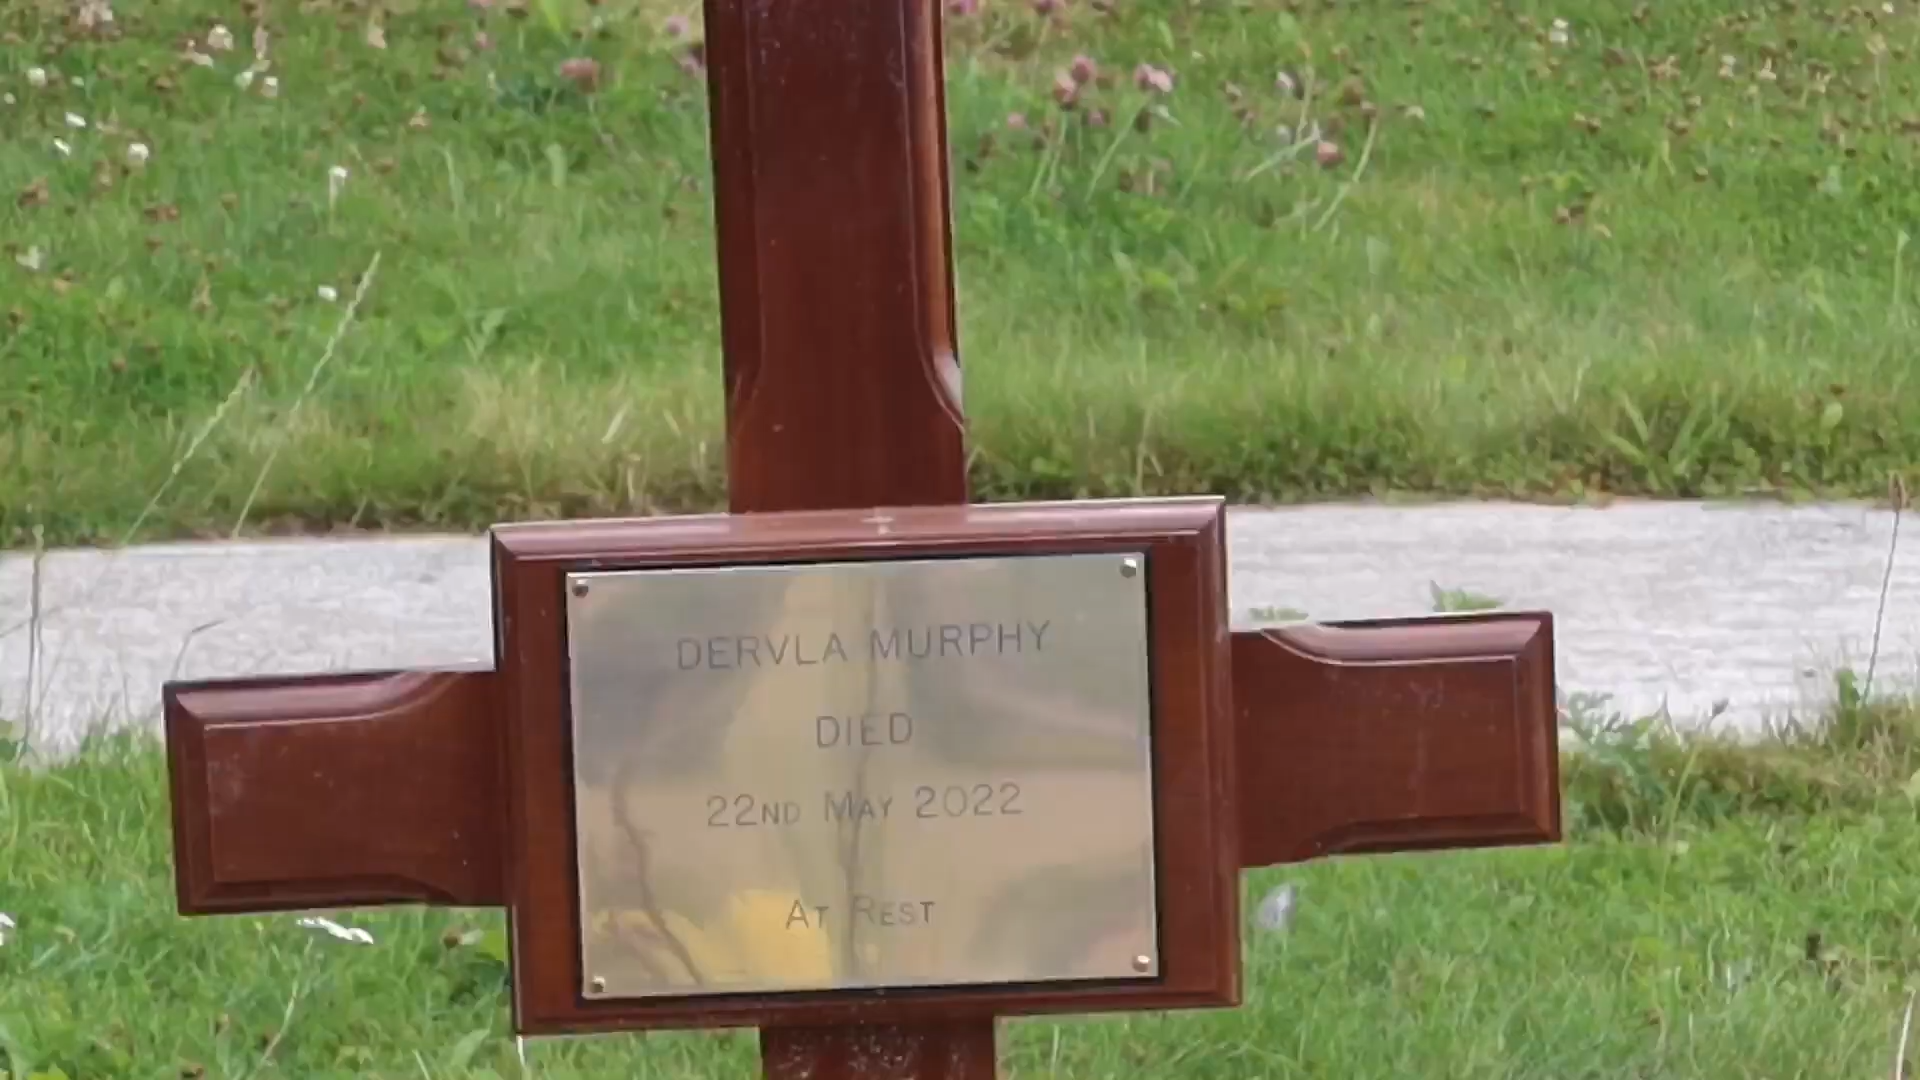 DERVLA MURPHY
DIED
22ND MAY 2022
AT REST